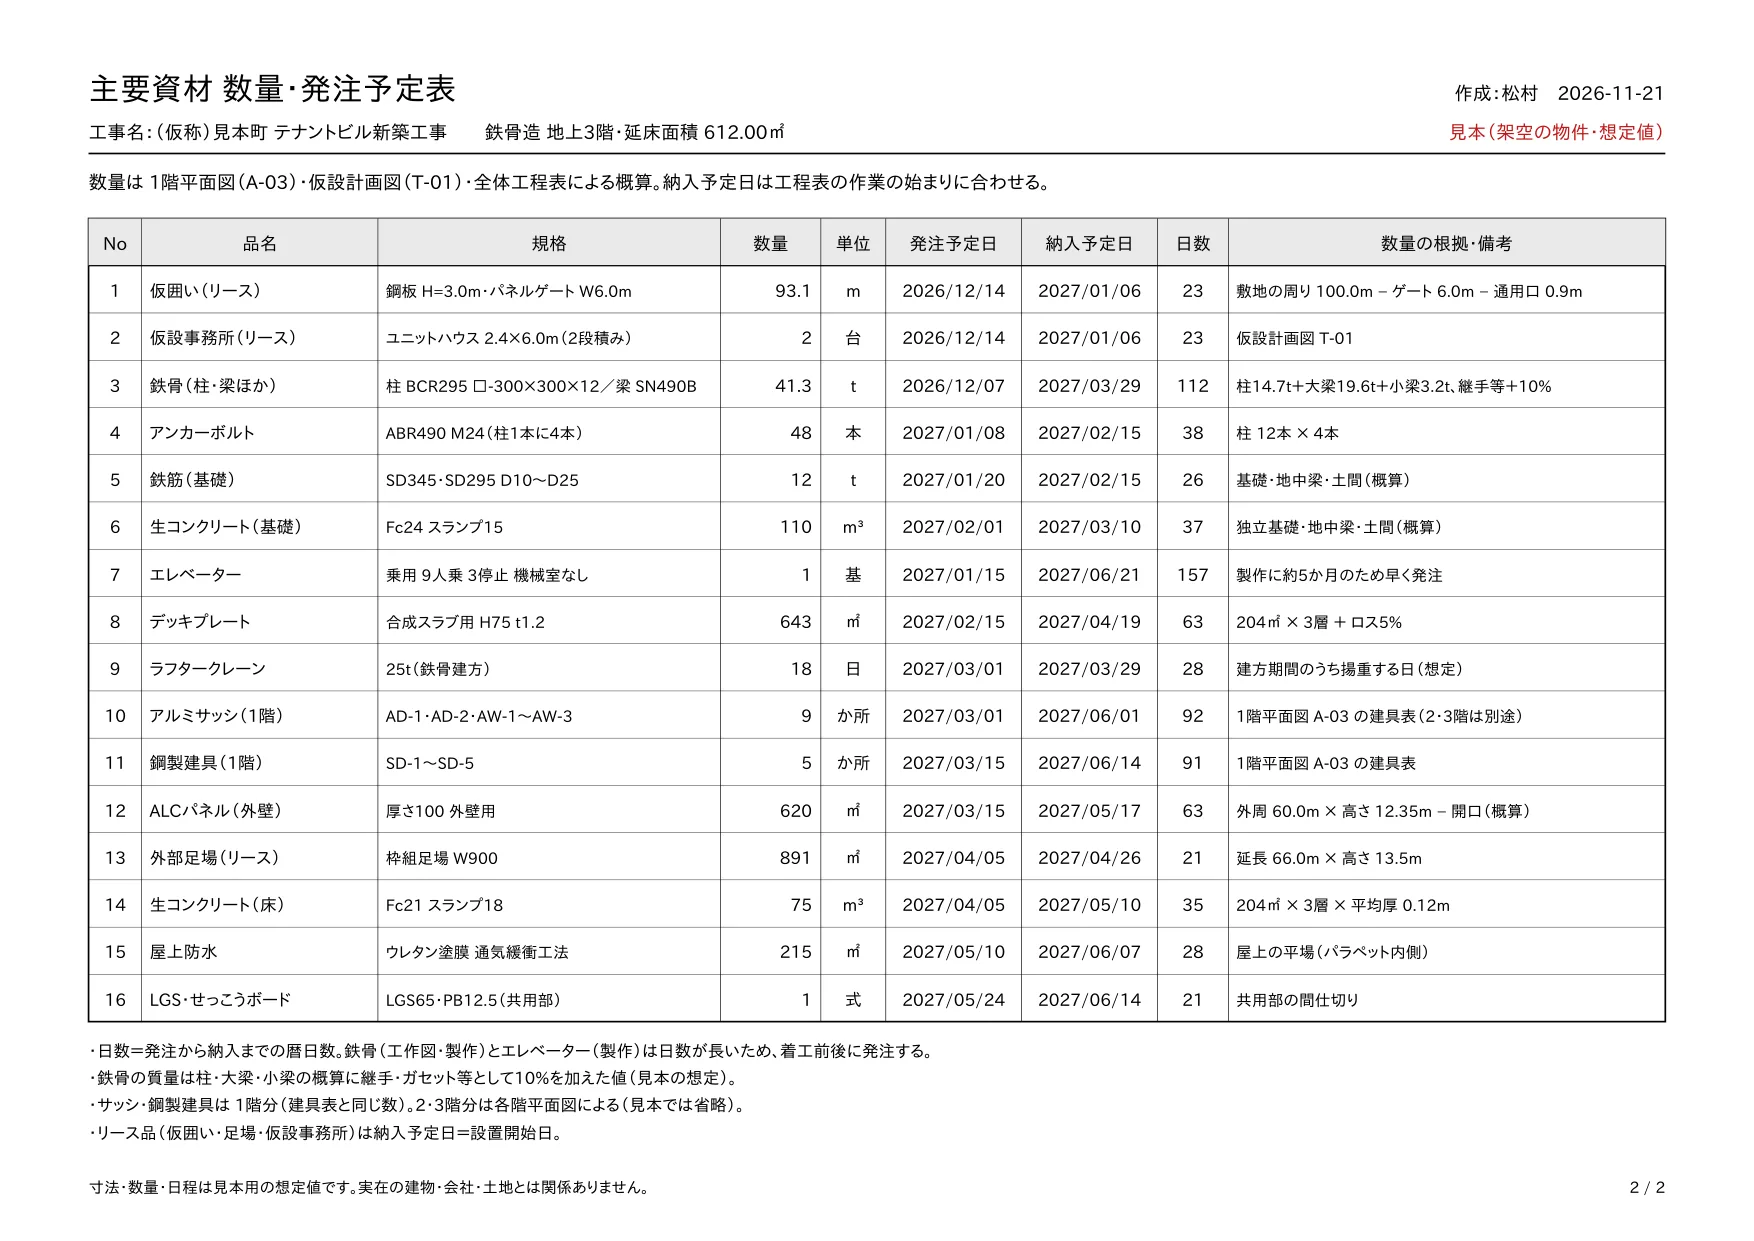 主要資材 数量・発注予定表
作成：松村　2026-11-21
工事名：（仮称）見本町 テナントビル新築工事　　鉄骨造 地上3階・延床面積 612.00㎡
見本（架空の物件・想定値）
数量は 1階平面図（A-03）・仮設計画図（T-01）・全体工程表による概算。納入予定日は工程表の作業の始まりに合わせる。
No 品名 規格 数量 単位 発注予定日 納入予定日 日数 数量の根拠・備考
1 仮囲い（リース） 鋼板 H=3.0m・パネルゲート W6.0m 93.1 m 2026/12/14 2027/01/06 23 敷地の周り 100.0m − ゲート 6.0m − 通用口 0.9m
2 仮設事務所（リース） ユニットハウス 2.4×6.0m（2段積み） 2 台 2026/12/14 2027/01/06 23 仮設計画図 T-01
3 鉄骨（柱・梁ほか） 柱 BCR295 □-300×300×12／梁 SN490B 41.3 t 2026/12/07 2027/03/29 112 柱14.7t＋大梁19.6t＋小梁3.2t、継手等＋10%
4 アンカーボルト ABR490 M24（柱1本に4本） 48 本 2027/01/08 2027/02/15 38 柱 12本 × 4本
5 鉄筋（基礎） SD345・SD295 D10〜D25 12 t 2027/01/20 2027/02/15 26 基礎・地中梁・土間（概算）
6 生コンクリート（基礎） Fc24 スランプ15 110 m³ 2027/02/01 2027/03/10 37 独立基礎・地中梁・土間（概算）
7 エレベーター 乗用 9人乗 3停止 機械室なし 1 基 2027/01/15 2027/06/21 157 製作に約5か月のため早く発注
8 デッキプレート 合成スラブ用 H75 t1.2 643 ㎡ 2027/02/15 2027/04/19 63 204㎡ × 3層 ＋ ロス5%
9 ラフタークレーン 25t（鉄骨建方） 18 日 2027/03/01 2027/03/29 28 建方期間のうち揚重する日（想定）
10 アルミサッシ（1階） AD-1・AD-2・AW-1〜AW-3 9 か所 2027/03/01 2027/06/01 92 1階平面図 A-03 の建具表（2・3階は別途）
11 鋼製建具（1階） SD-1〜SD-5 5 か所 2027/03/15 2027/06/14 91 1階平面図 A-03 の建具表
12 ALCパネル（外壁） 厚さ100 外壁用 620 ㎡ 2027/03/15 2027/05/17 63 外周 60.0m × 高さ 12.35m − 開口（概算）
13 外部足場（リース） 枠組足場 W900 891 ㎡ 2027/04/05 2027/04/26 21 延長 66.0m × 高さ 13.5m
14 生コンクリート（床） Fc21 スランプ18 75 m³ 2027/04/05 2027/05/10 35 204㎡ × 3層 × 平均厚 0.12m
15 屋上防水 ウレタン塗膜 通気緩衝工法 215 ㎡ 2027/05/10 2027/06/07 28 屋上の平場（パラペット内側）
16 LGS・せっこうボード LGS65・PB12.5（共用部） 1 式 2027/05/24 2027/06/14 21 共用部の間仕切り
・日数＝発注から納入までの暦日数。鉄骨（工作図・製作）とエレベーター（製作）は日数が長いため、着工前後に発注する。
・鉄骨の質量は柱・大梁・小梁の概算に継手・ガセット等として10%を加えた値（見本の想定）。
・サッシ・鋼製建具は 1階分（建具表と同じ数）。2・3階分は各階平面図による（見本では省略）。
・リース品（仮囲い・足場・仮設事務所）は納入予定日＝設置開始日。
寸法・数量・日程は見本用の想定値です。実在の建物・会社・土地とは関係ありません。
2 / 2